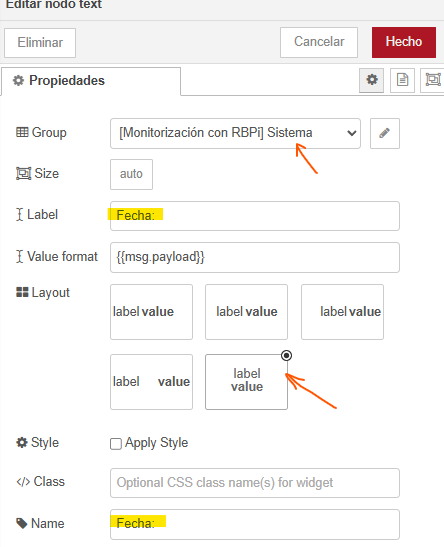 Editar nodo text
Eliminar Cancelar Hecho
Propiedades
Group [Monitorización con RBPi] Sistema
Size auto
Label Fecha:
Value format {{msg.payload}}
Layout
label value label value label value
label value label
value
Style Apply Style
Class Optional CSS class name(s) for widget
Name Fecha: